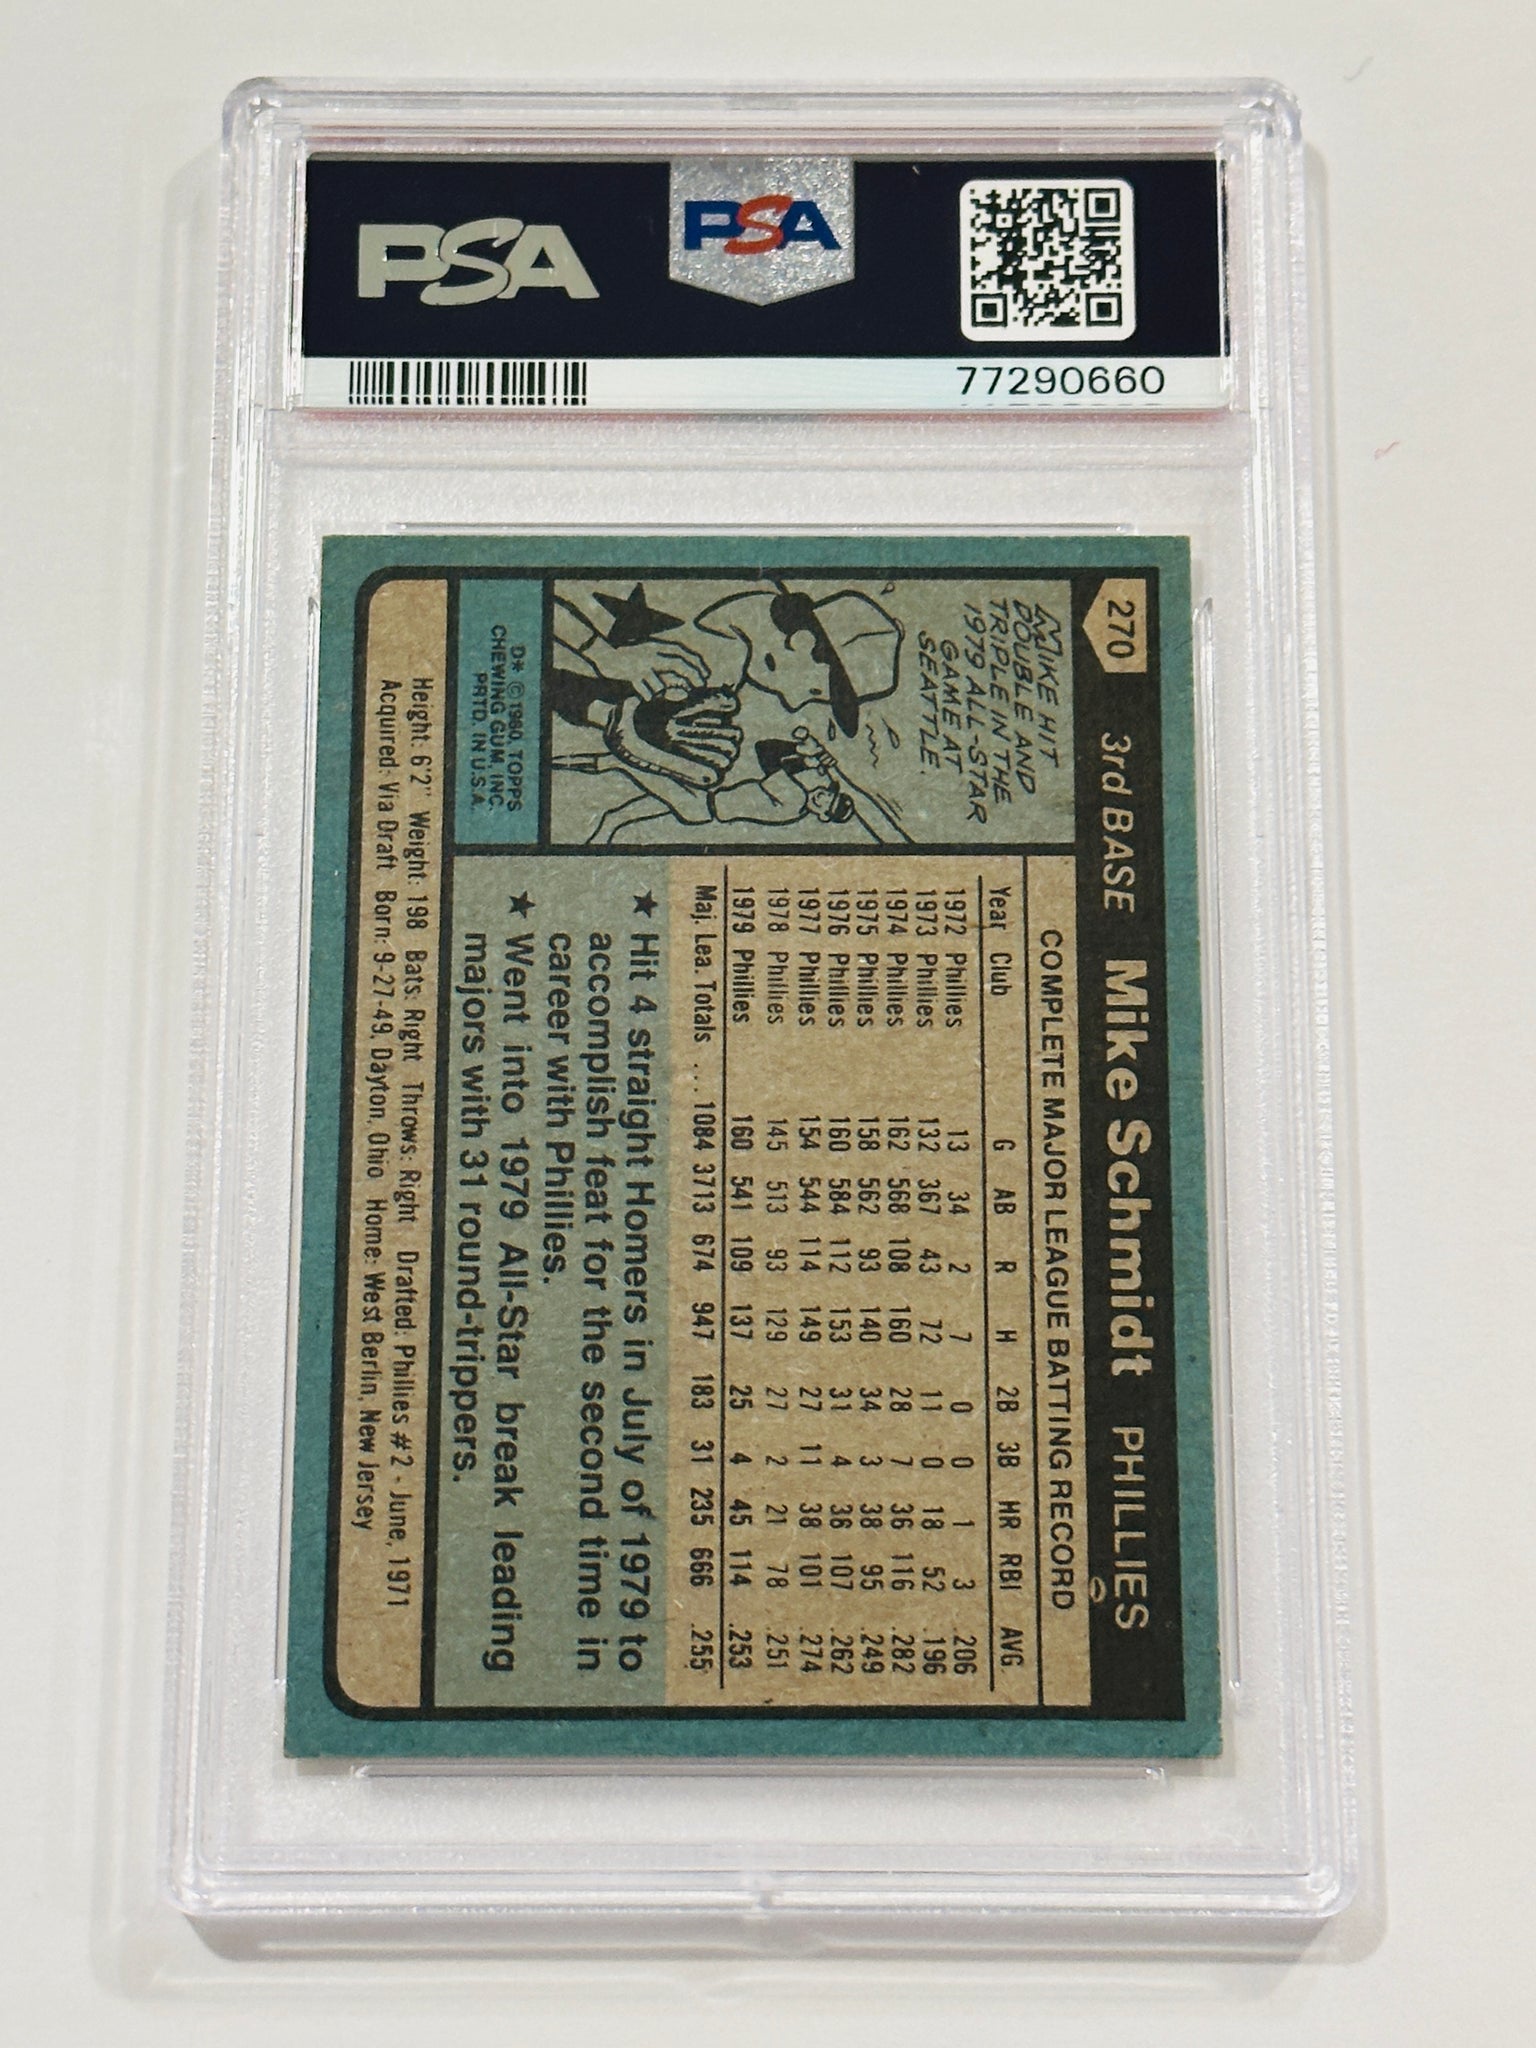 PSA
PSA
77290660
270
3rd BASE Mike Schmidt PHILLIES
MIKE HIT
DOUBLE AND
TRIPLE IN THE
1979 ALL-STAR
GAME AT
SEATTLE.
D* © 1980, TOPPS
CHEWING GUM, INC.
PRTD. IN U.S.A.
COMPLETE MAJOR LEAGUE BATTING RECORD
Year Club G AB R H 2B 3B HR RBI AVG.
1972 Phillies 13 34 2 7 0 0 1 3 .206
1973 Phillies 132 367 43 72 11 0 18 52 .196
1974 Phillies 162 568 108 160 28 7 36 116 .282
1975 Phillies 158 562 93 140 34 3 38 95 .249
1976 Phillies 160 584 112 153 31 4 38 107 .262
1977 Phillies 154 544 114 149 27 11 38 101 .274
1978 Phillies 145 513 93 129 27 2 21 78 .251
1979 Phillies 160 541 109 137 25 4 45 114 .253
Maj. Lea. Totals .... 1084 3713 674 947 183 31 235 666 .255
★ Hit 4 straight Homers in July of 1979 to
accomplish feat for the second time in
career with Phillies.
★ Went into 1979 All-Star break leading
majors with 31 round-trippers.
Height: 6'2" Weight: 198 Bats: Right Throws: Right Drafted: Phillies #2 - June, 1971
Acquired: Via Draft Born: 9-27-49, Dayton, Ohio Home: West Berlin, New Jersey